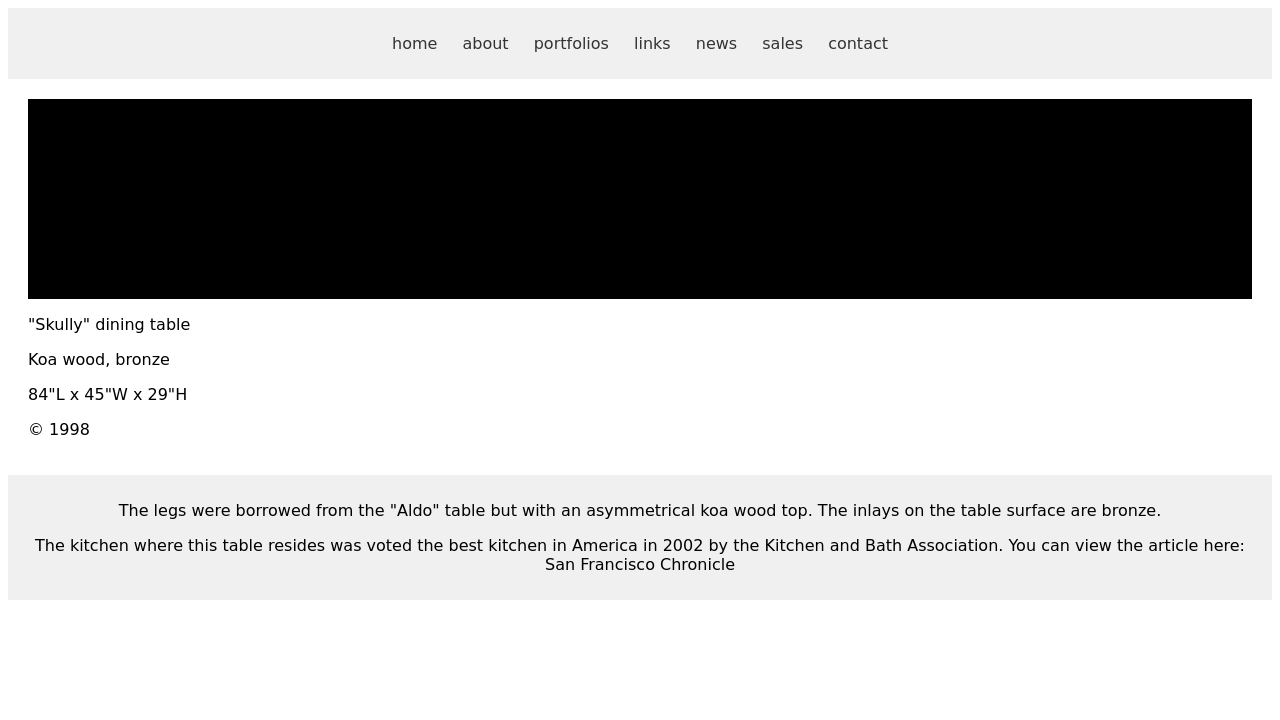 home about portfolios links news sales contact
"Skully" dining table
Koa wood, bronze
84"L x 45"W x 29"H
© 1998
The legs were borrowed from the "Aldo" table but with an asymmetrical koa wood top. The inlays on the table surface are bronze.
The kitchen where this table resides was voted the best kitchen in America in 2002 by the Kitchen and Bath Association. You can view the article here:
San Francisco Chronicle